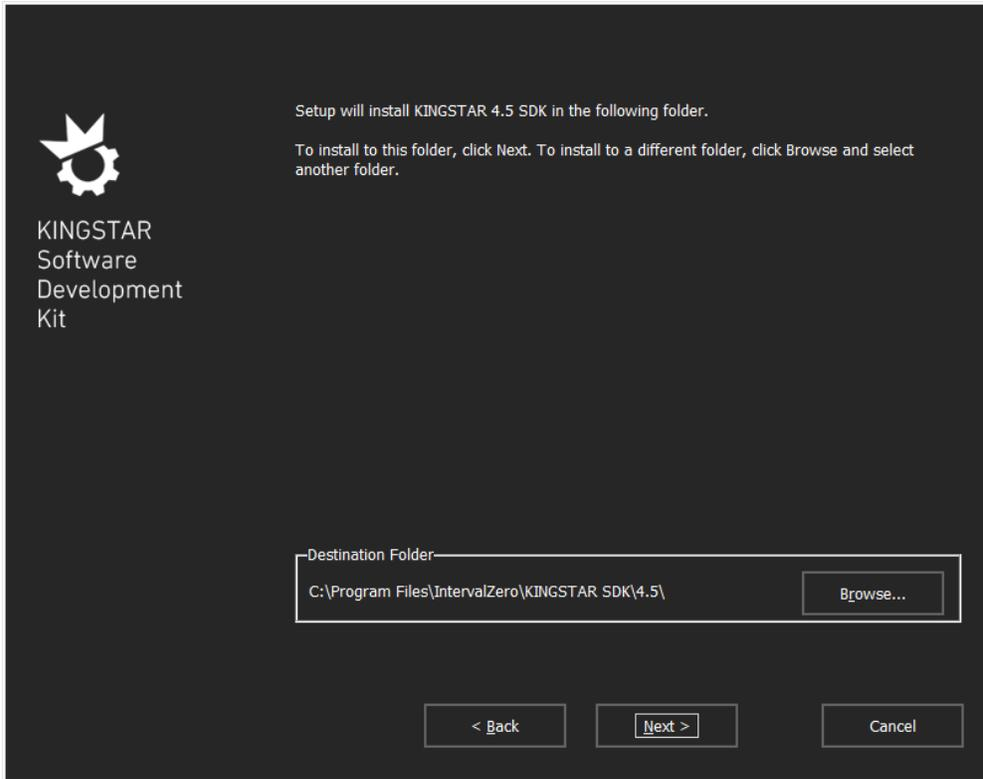 Setup will install KINGSTAR 4.5 SDK in the following folder.
To install to this folder, click Next. To install to a different folder, click Browse and select
another folder.
KINGSTAR
Software
Development
Kit
Destination Folder
C:\Program Files\IntervalZero\KINGSTAR SDK\4.5\
Browse...
< Back
Next >
Cancel